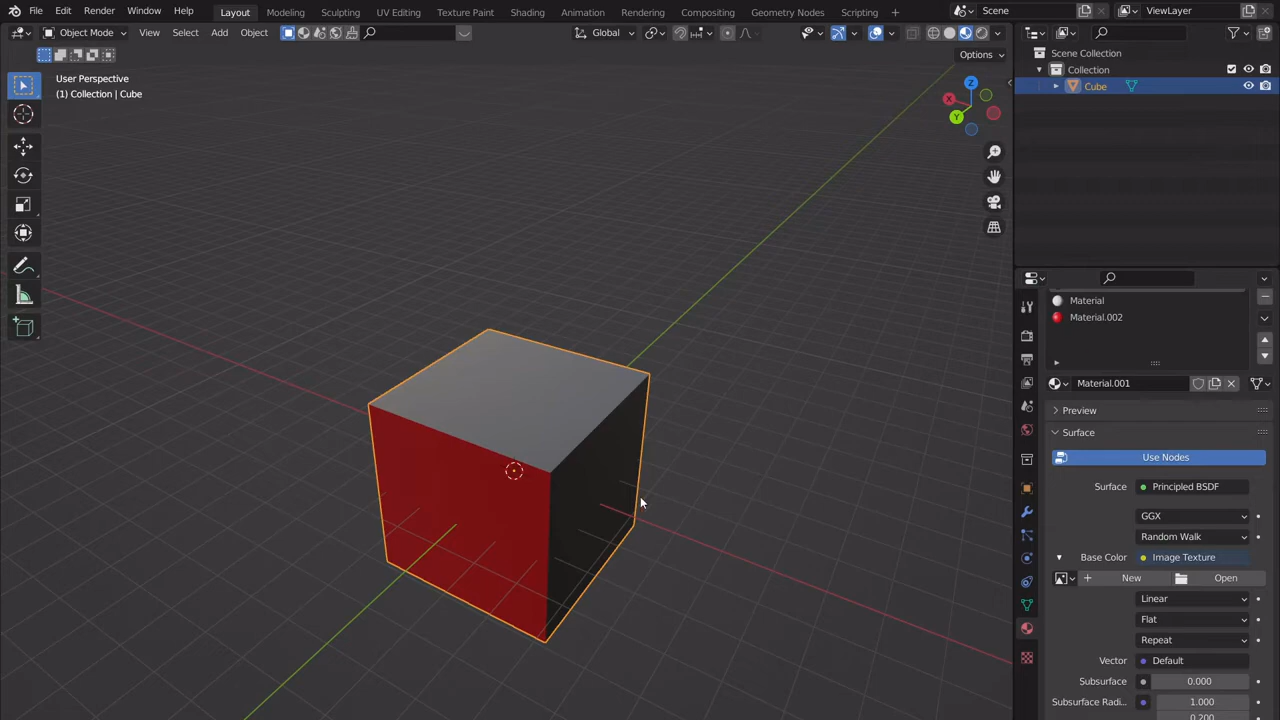 File Edit Render Window Help Layout Modeling Sculpting UV Editing Texture Paint Shading Animation Rendering Compositing Geometry Nodes Scripting Scene ViewLayer
Object Mode View Select Add Object Global
Options
User Perspective
(1) Collection | Cube
Z
X
Y
Scene Collection
Collection
Cube
Material
Material.002
Material.001
Preview
Surface
Use Nodes
Surface Principled BSDF
GGX
Random Walk
Base Color Image Texture
New Open
Linear
Flat
Repeat
Vector Default
Subsurface 0.000
Subsurface Radi... 1.000
0.200